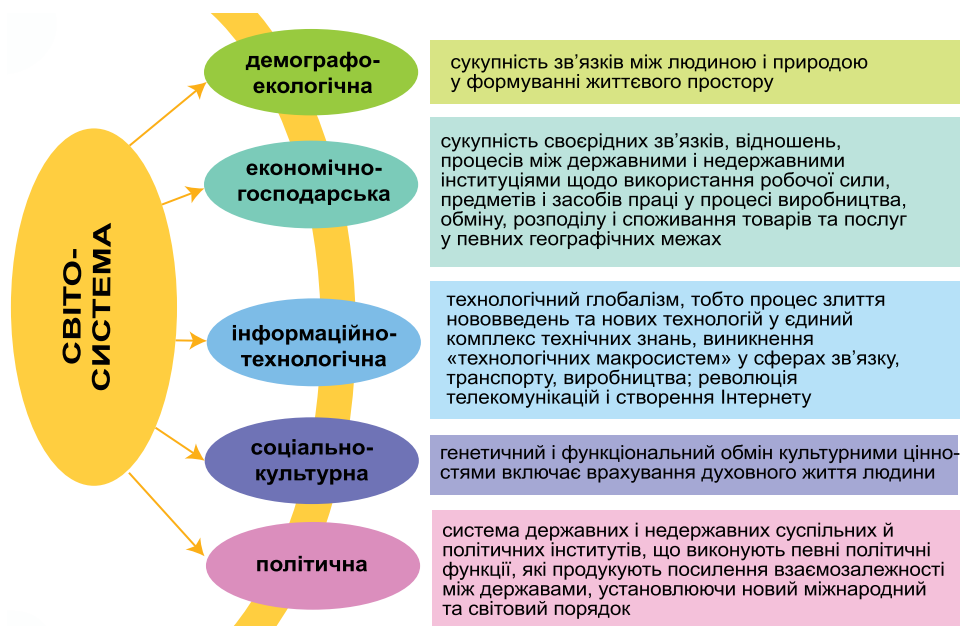 СВІТО-
СИСТЕМА
демографо-
екологічна
сукупність зв’язків між людиною і природою
у формуванні життєвого простору
економічно-
господарська
сукупність своєрідних зв’язків, відношень,
процесів між державними і недержавними
інституціями щодо використання робочої сили,
предметів і засобів праці у процесі виробництва,
обміну, розподілу і споживання товарів та послуг
у певних географічних межах
інформаційно-
технологічна
технологічний глобалізм, тобто процес злиття
нововведень та нових технологій у єдиний
комплекс технічних знань, виникнення
«технологічних макросистем» у сферах зв’язку,
транспорту, виробництва; революція
телекомунікацій і створення Інтернету
соціально-
культурна
генетичний і функціональний обмін культурними цінно-
стями включає врахування духовного життя людини
політична
система державних і недержавних суспільних й
політичних інститутів, що виконують певні політичні
функції, які продукують посилення взаємозалежності
між державами, установлюючи новий міжнародний
та світовий порядок